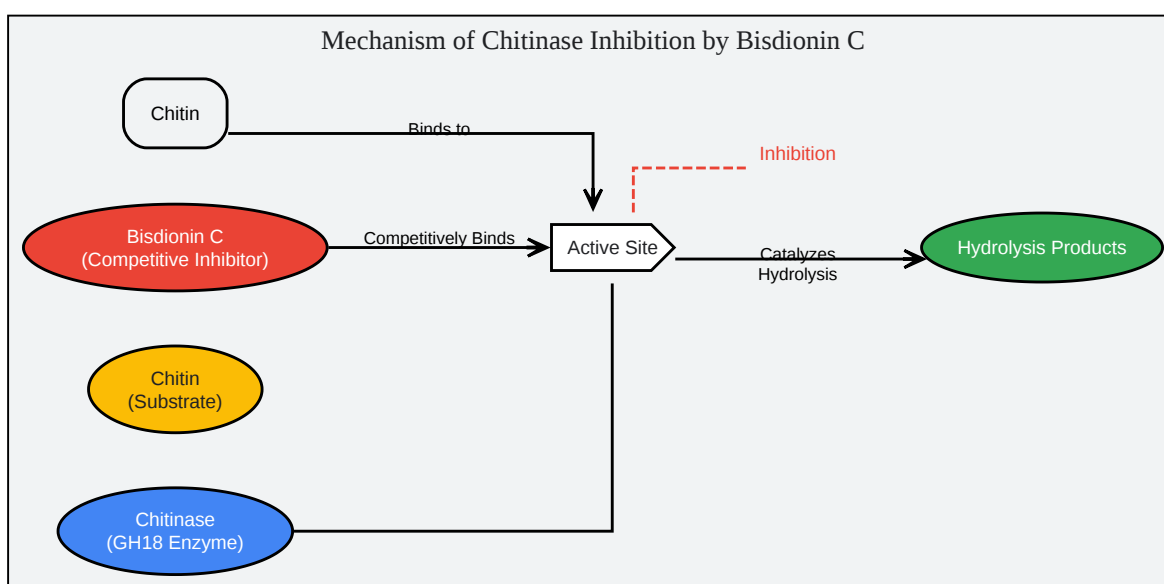 Mechanism of Chitinase Inhibition by Bisdionin C
Chitin
Binds to
Inhibition
Bisdionin C
(Competitive Inhibitor)
Competitively Binds
Active Site
Catalyzes
Hydrolysis
Hydrolysis Products
Chitin
(Substrate)
Chitinase
(GH18 Enzyme)